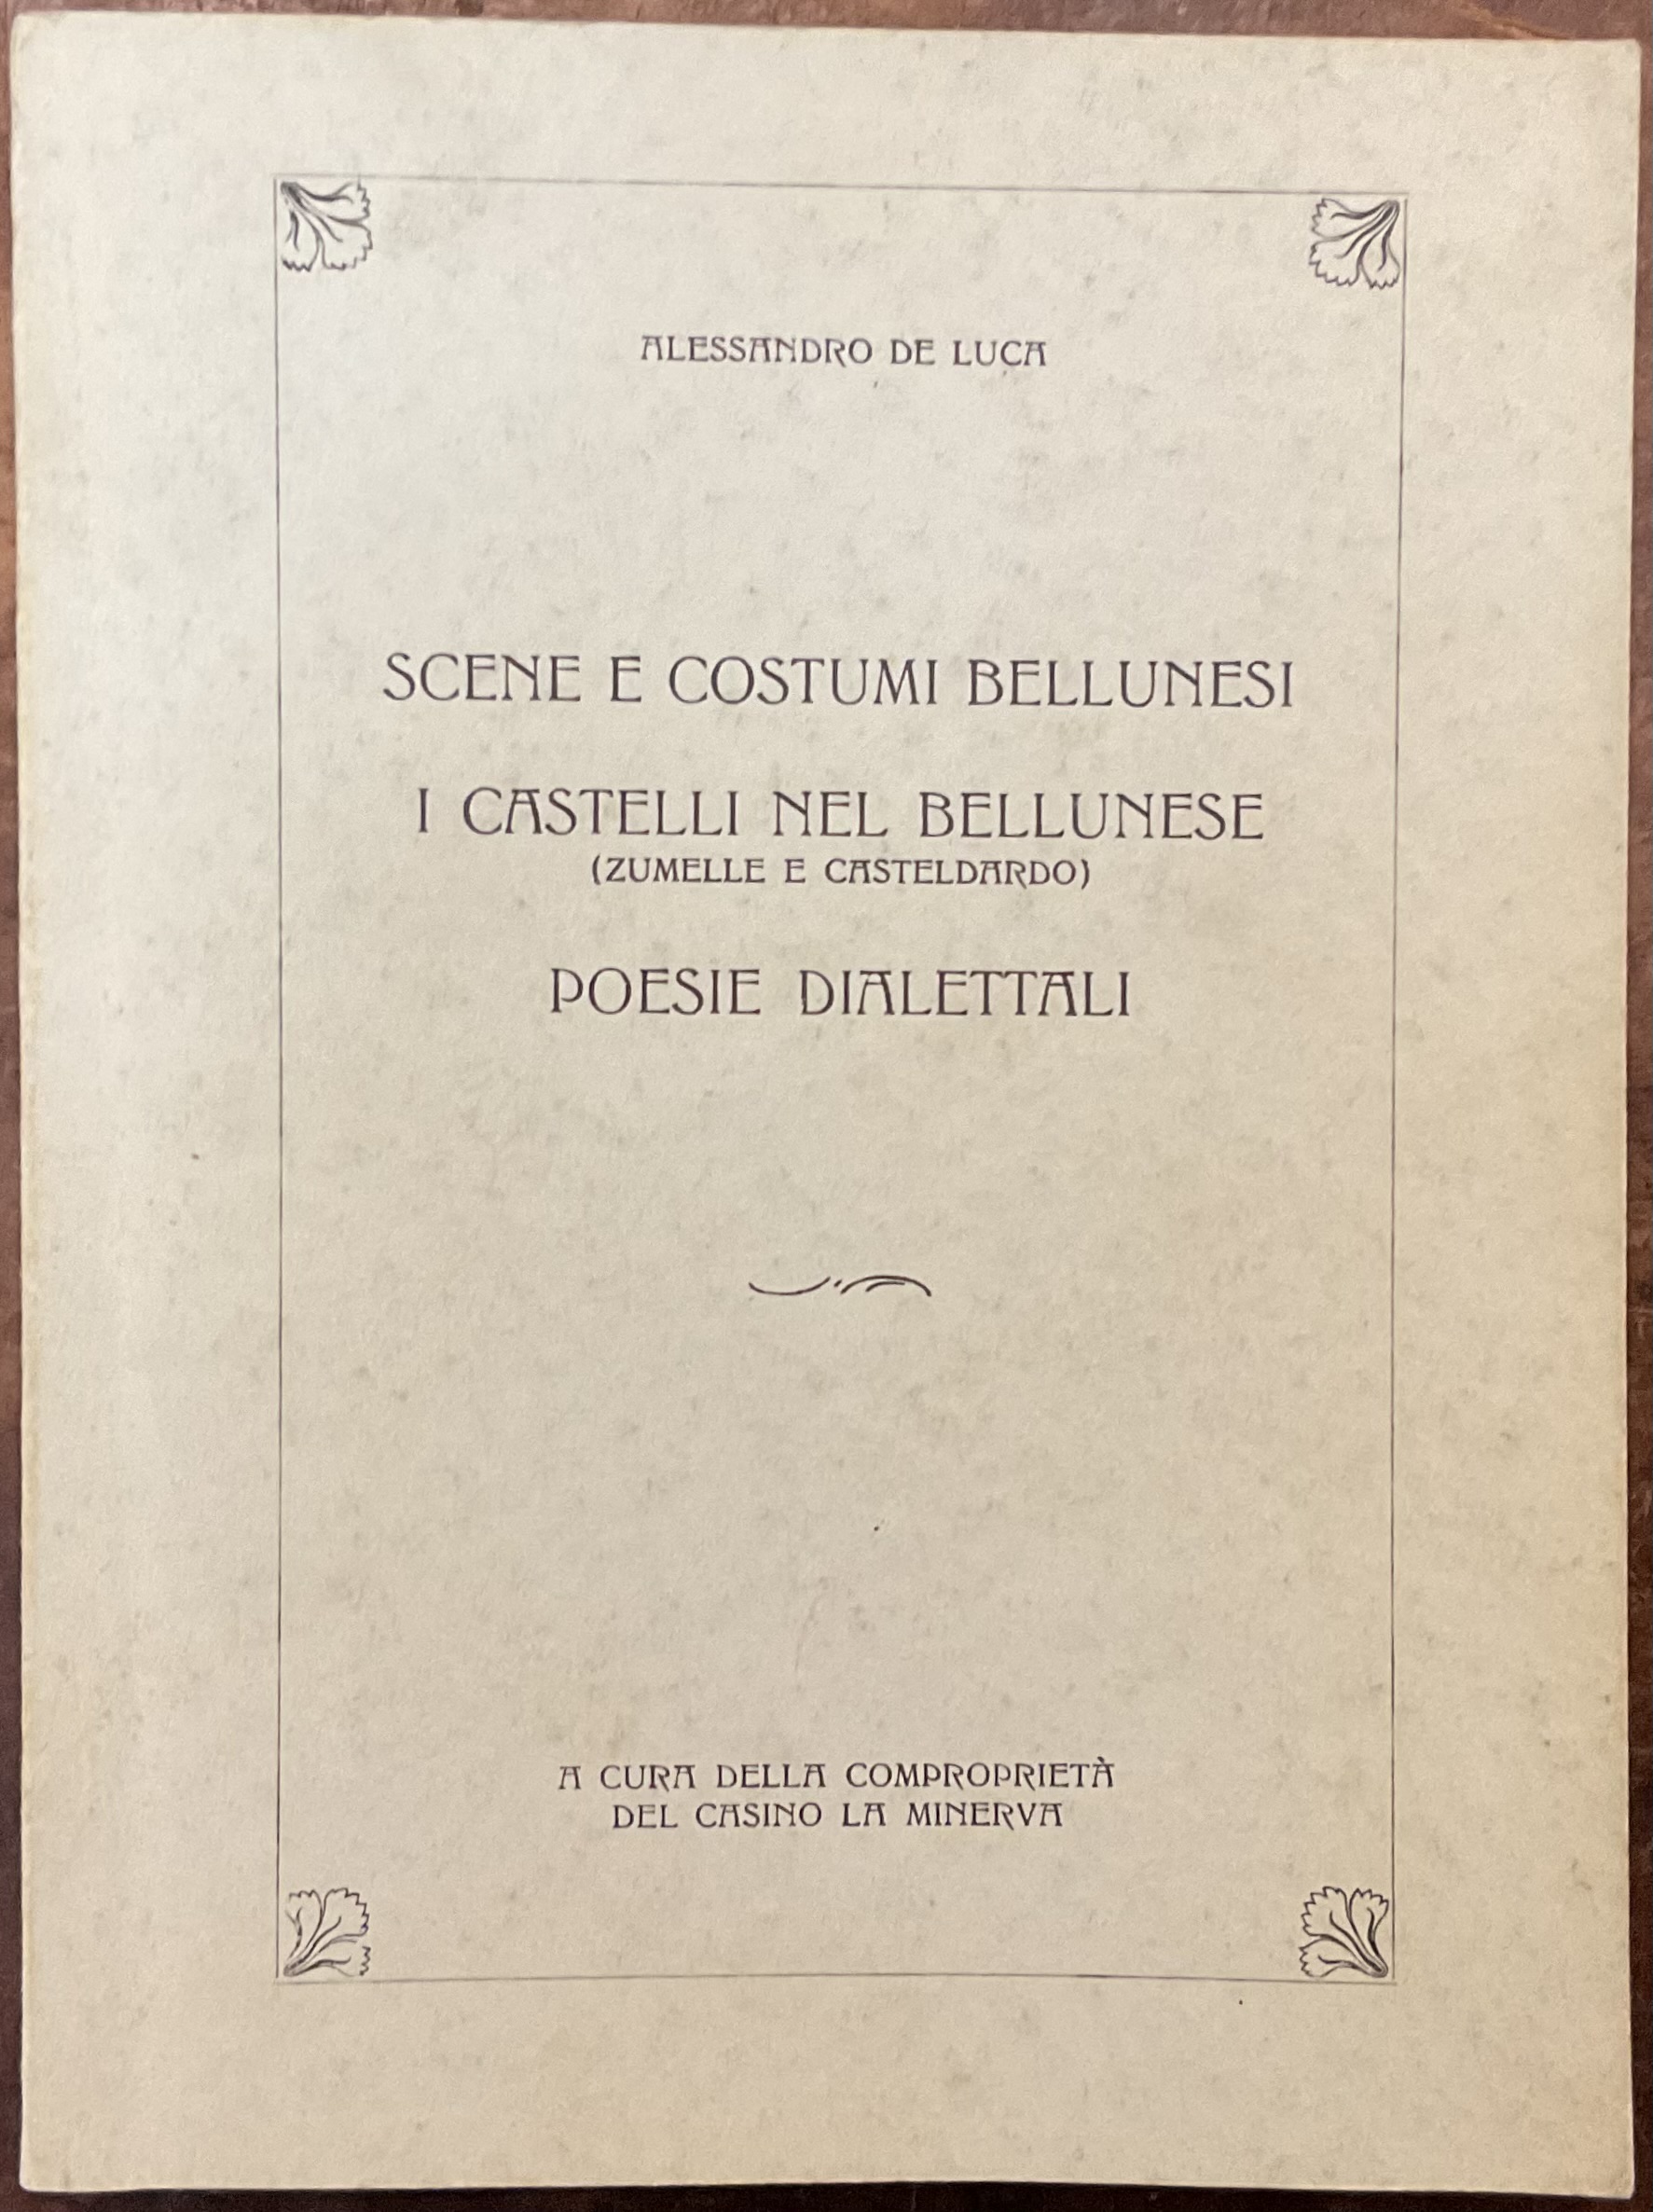 ALESSANDRO DE LUCA
SCENE E COSTUMI BELLUNESI
I CASTELLI NEL BELLUNESE
(ZUMELLE E CASTELDARDO)
POESIE DIALETTALI
A CURA DELLA COMPROPRIETÀ
DEL CASINO LA MINERVA